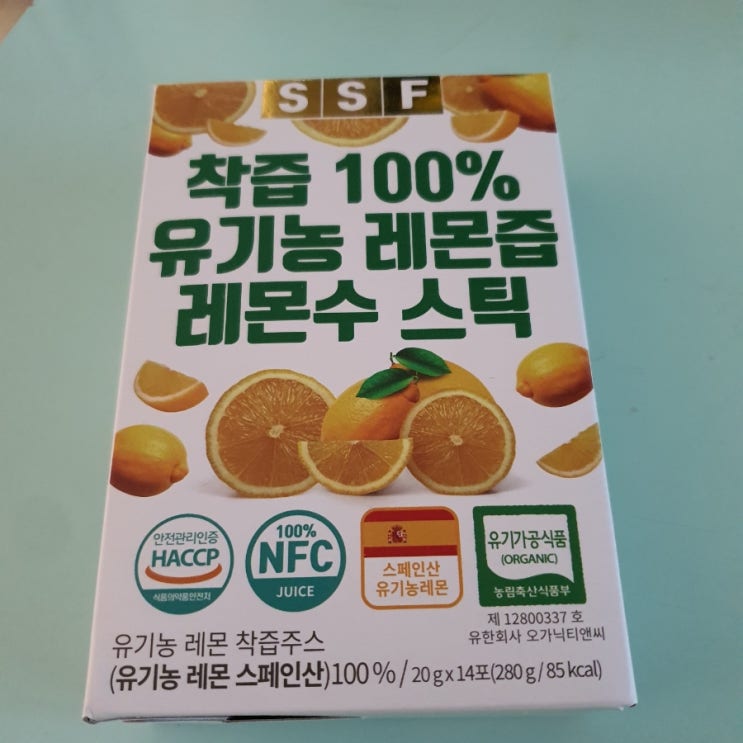 SSF
착즙 100%
유기농 레몬즙
레몬수 스틱
안전관리인증
HACCP
식품의약품안전처
100%
NFC
JUICE
스페인산
유기농레몬
유기가공식품
(ORGANIC)
농림축산식품부
제 12800337 호
유한회사 오가닉티앤씨
유기농 레몬 착즙주스
(유기농 레몬 스페인산)100 % / 20 g x 14포(280 g / 85 kcal)